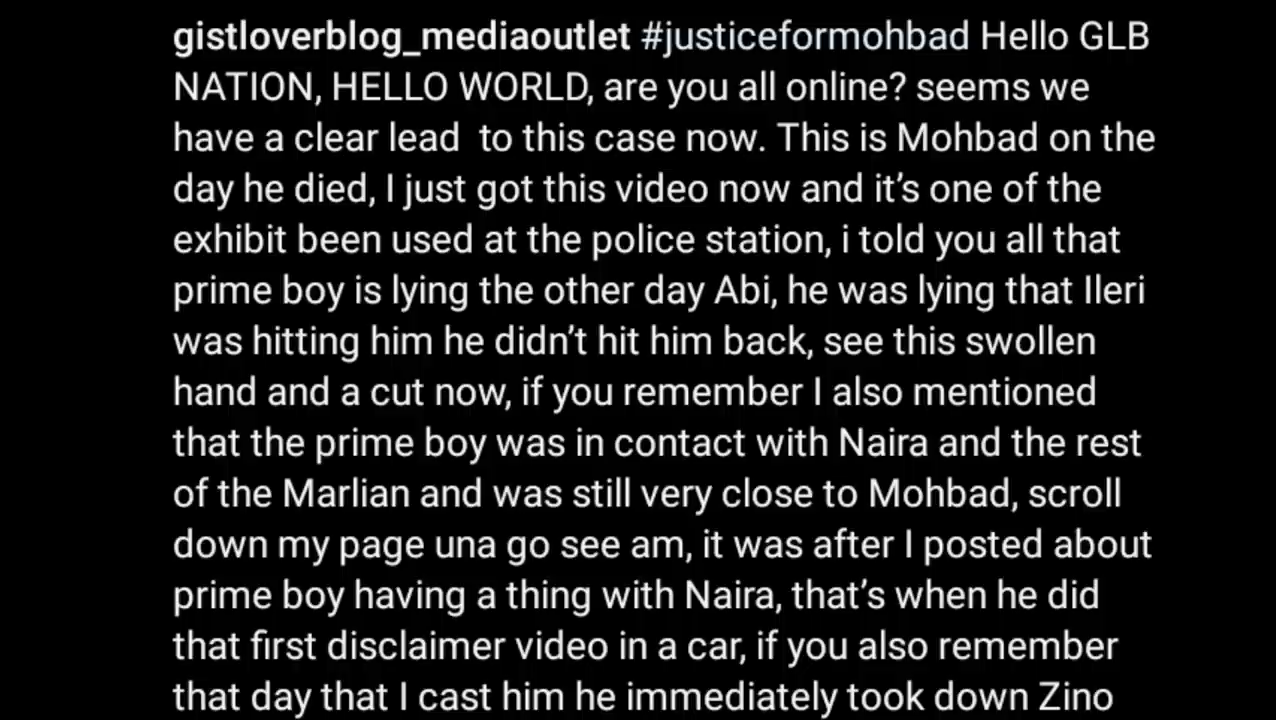 gistloverblog_mediaoutlet #justiceformohbad Hello GLB
NATION, HELLO WORLD, are you all online? seems we
have a clear lead  to this case now. This is Mohbad on the
day he died, I just got this video now and it’s one of the
exhibit been used at the police station, i told you all that
prime boy is lying the other day Abi, he was lying that Ileri
was hitting him he didn’t hit him back, see this swollen
hand and a cut now, if you remember I also mentioned
that the prime boy was in contact with Naira and the rest
of the Marlian and was still very close to Mohbad, scroll
down my page una go see am, it was after I posted about
prime boy having a thing with Naira, that’s when he did
that first disclaimer video in a car, if you also remember
that day that I cast him he immediately took down Zino